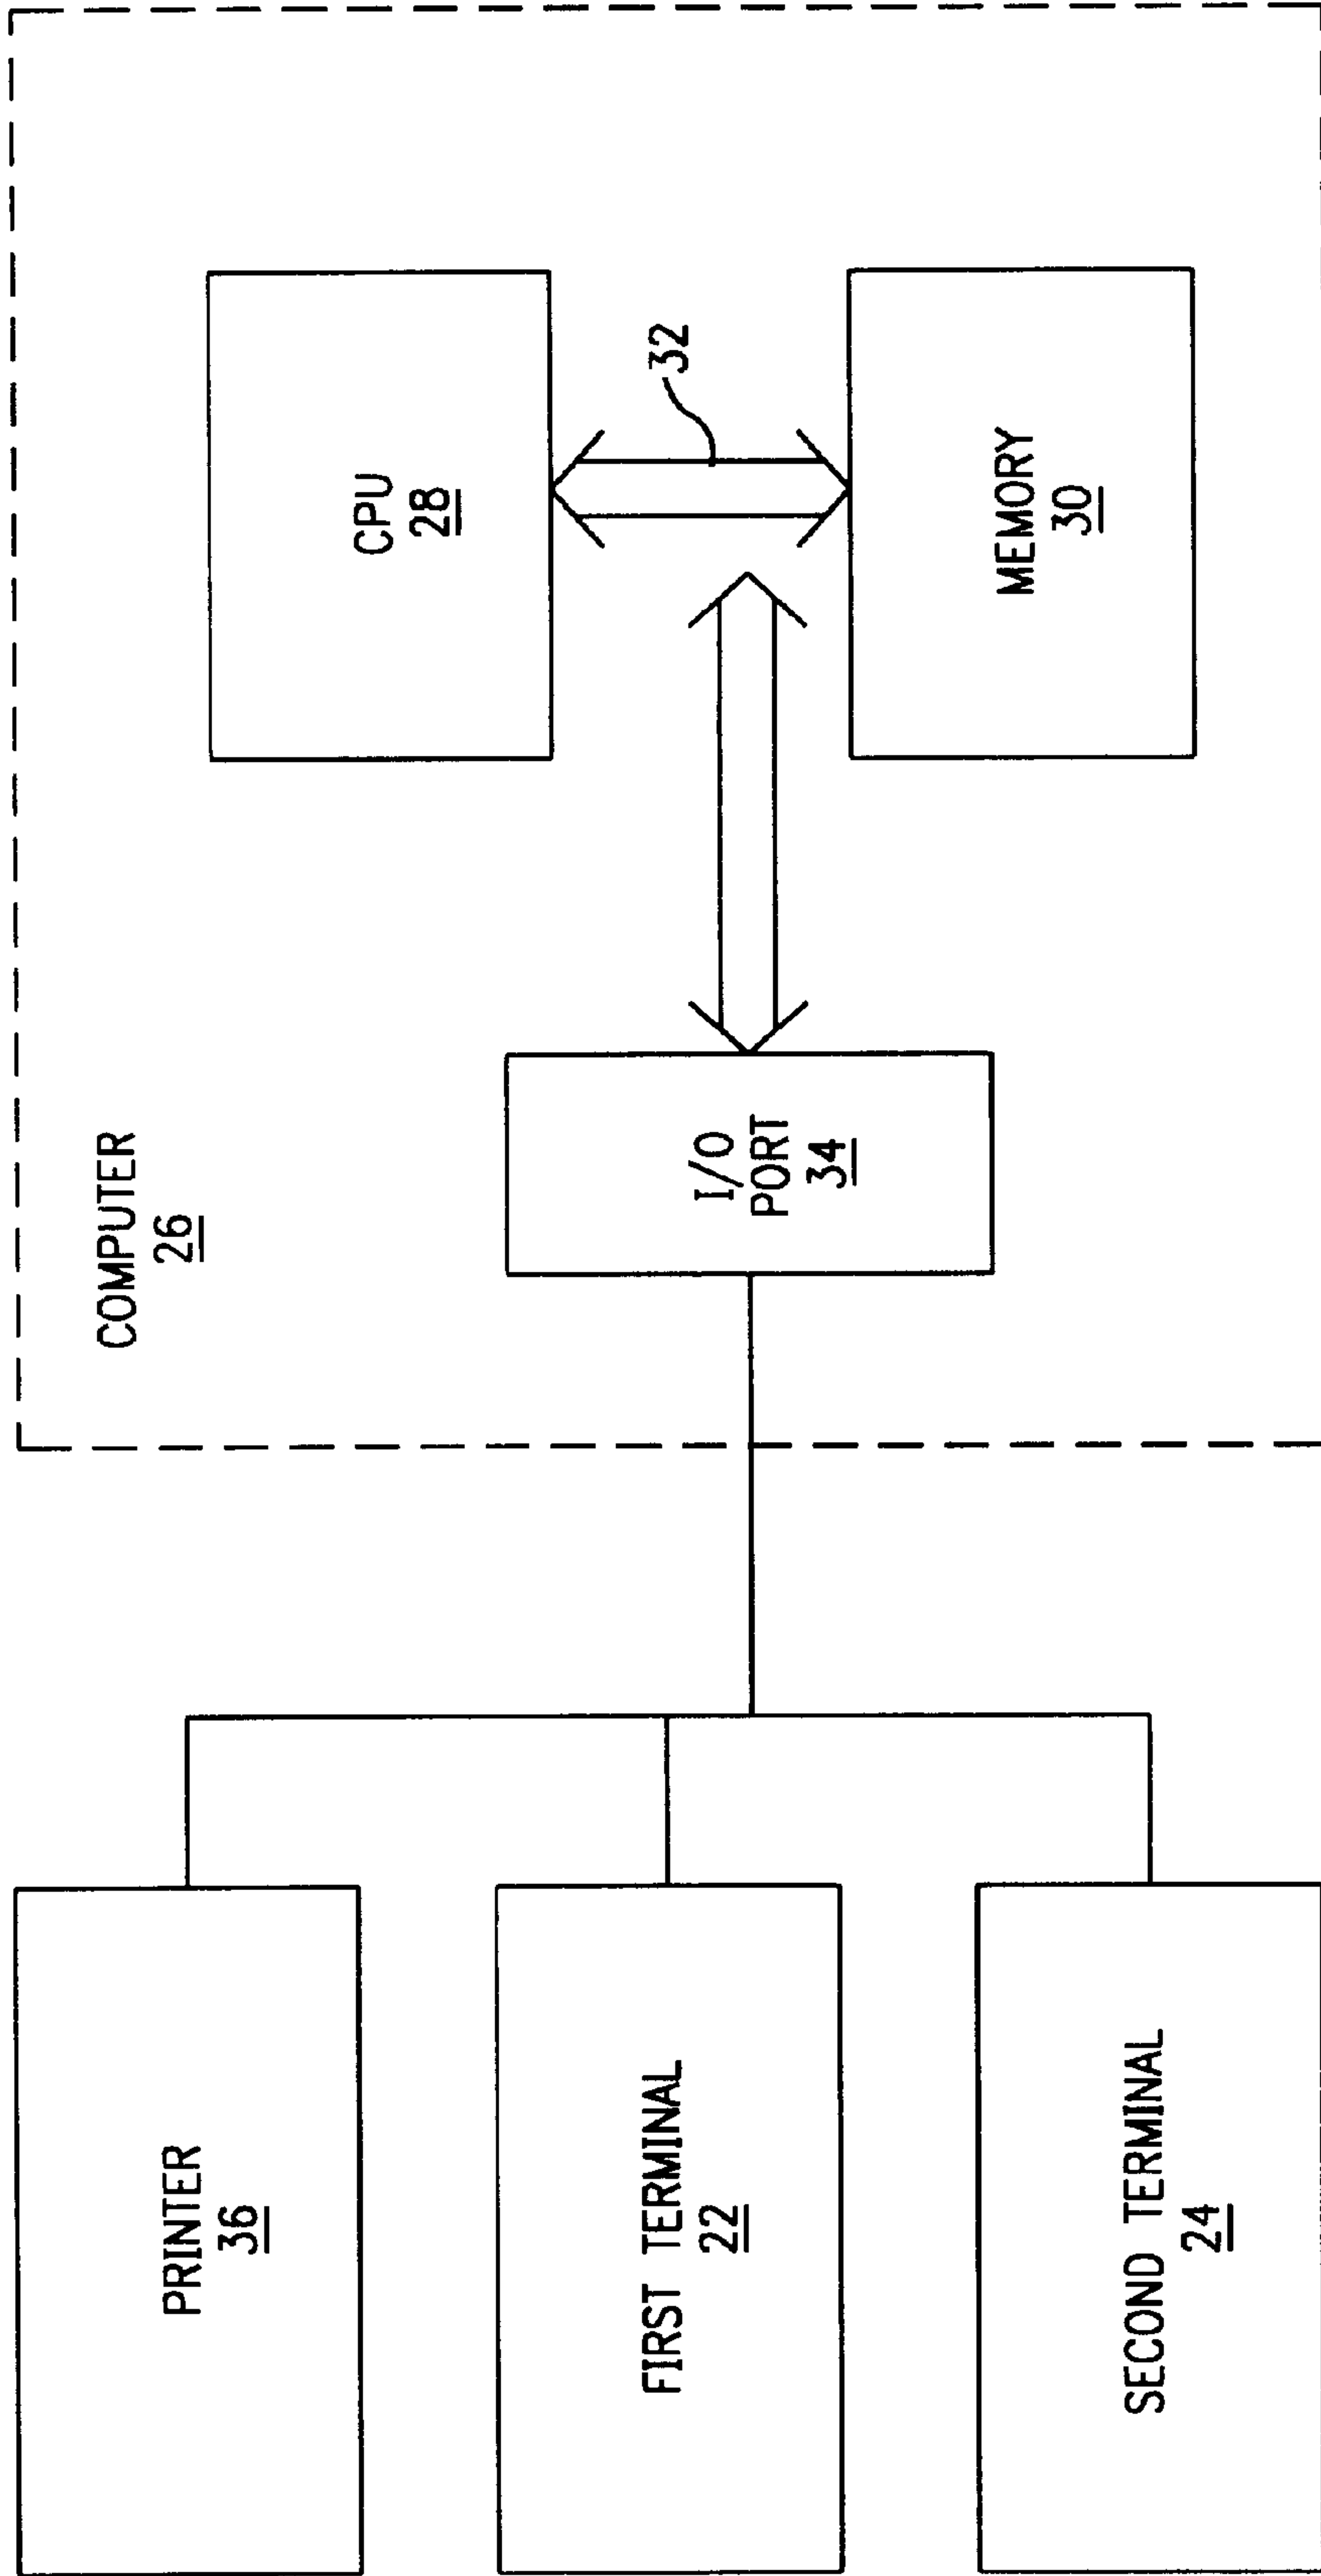 PRINTER
36
FIRST TERMINAL
22
SECOND TERMINAL
24
COMPUTER
26
I/O
PORT
34
CPU
28
32
MEMORY
30